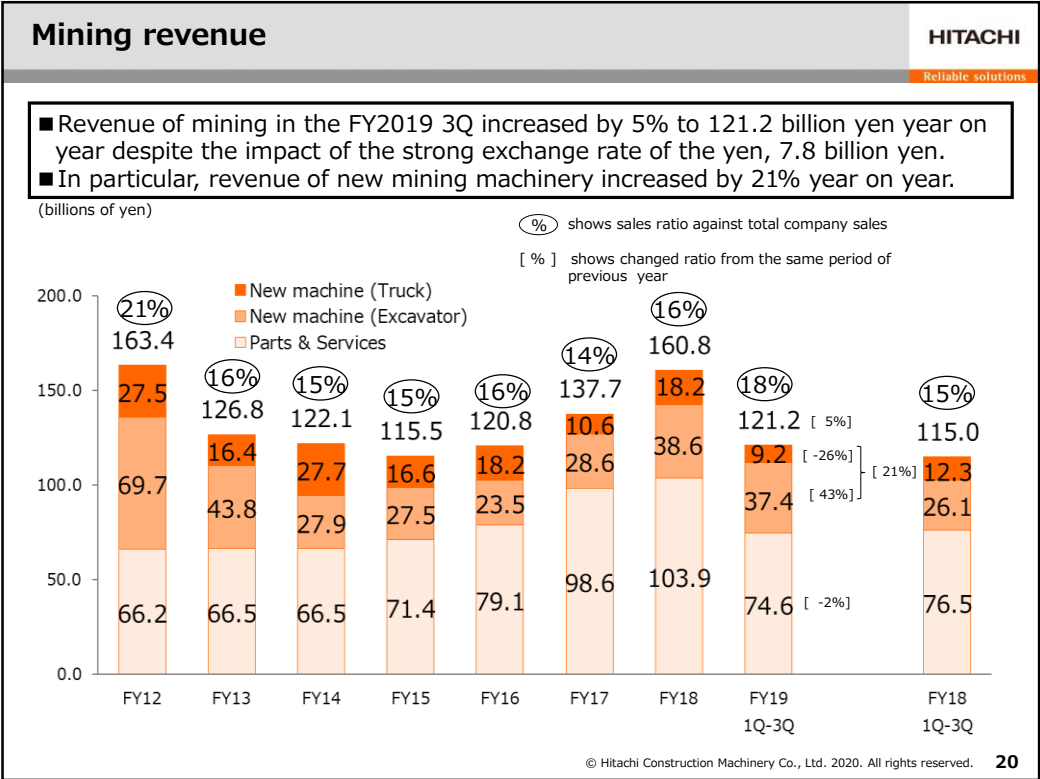 Mining revenue
HITACHI
Reliable solutions
■Revenue of mining in the FY2019 3Q increased by 5% to 121.2 billion yen year on
year despite the impact of the strong exchange rate of the yen, 7.8 billion yen.
■In particular, revenue of new mining machinery increased by 21% year on year.
(billions of yen)
% shows sales ratio against total company sales
[ % ] shows changed ratio from the same period of
previous year
New machine (Truck)
New machine (Excavator)
Parts & Services
200.0
150.0
100.0
50.0
0.0
21%
163.4
27.5
69.7
66.2
FY12
16%
126.8
16.4
43.8
66.5
FY13
15%
122.1
27.7
27.9
66.5
FY14
15%
115.5
16.6
27.5
71.4
FY15
16%
120.8
18.2
23.5
79.1
FY16
14%
137.7
10.6
28.6
98.6
FY17
16%
160.8
18.2
38.6
103.9
FY18
18%
121.2 [ 5%]
9.2 [ -26%]
[ 21%]
37.4 [ 43%]
74.6 [ -2%]
FY19
1Q-3Q
15%
115.0
12.3
26.1
76.5
FY18
1Q-3Q
© Hitachi Construction Machinery Co., Ltd. 2020. All rights reserved. 20